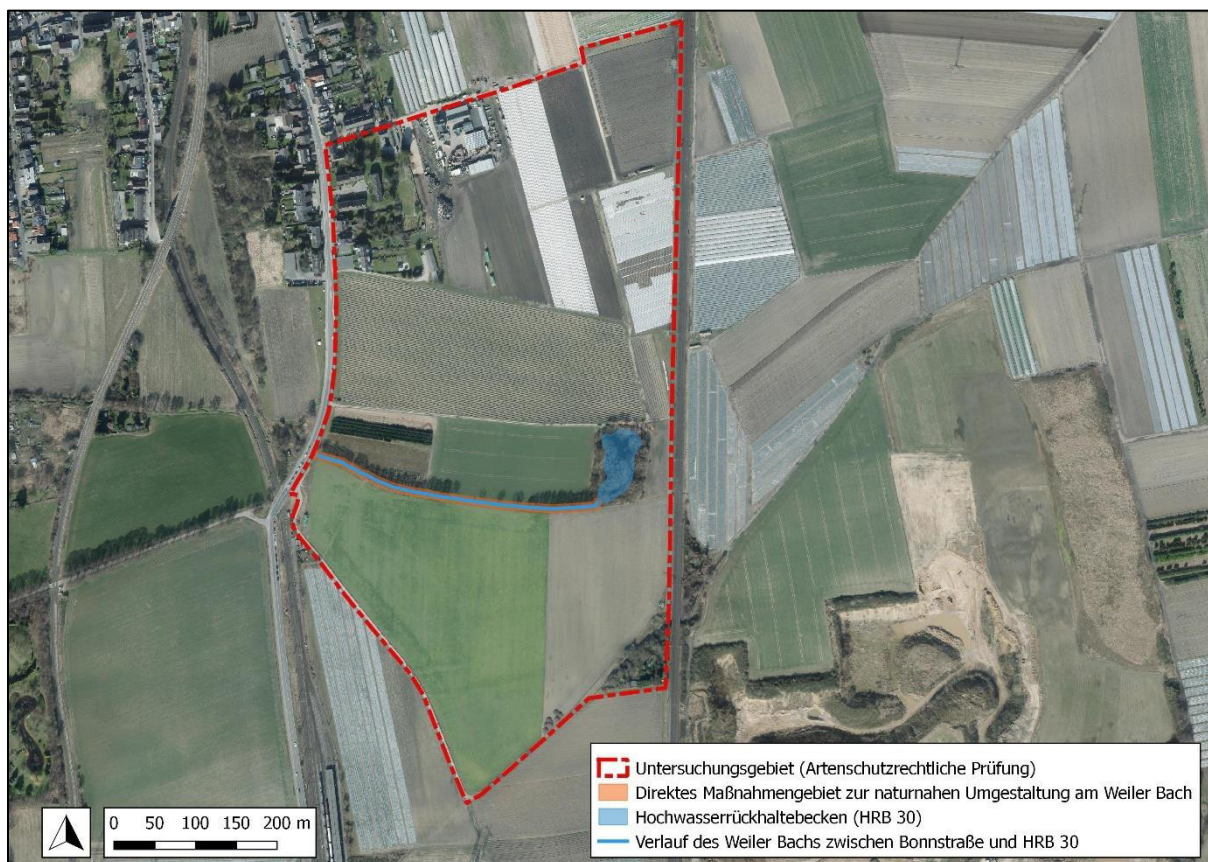 Untersuchungsgebiet (Artenschutzrechtliche Prüfung)
Direktes Maßnahmengebiet zur naturnahen Umgestaltung am Weiler Bach
Hochwasserrückhaltebecken (HRB 30)
Verlauf des Weiler Bachs zwischen Bonnstraße und HRB 30
0 50 100 150 200 m